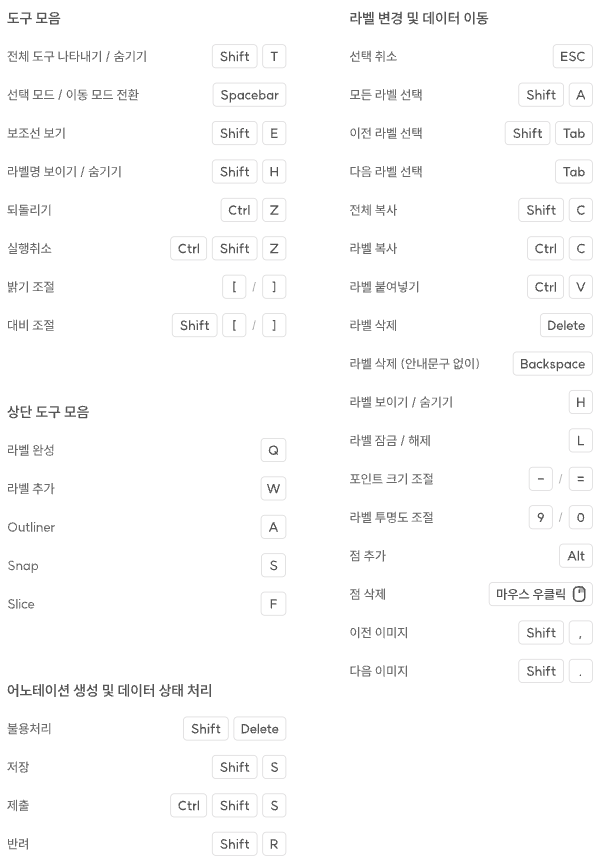 도구 모음
전체 도구 나타내기 / 숨기기 Shift T
선택 모드 / 이동 모드 전환 Spacebar
보조선 보기 Shift E
라벨명 보이기 / 숨기기 Shift H
되돌리기 Ctrl Z
실행취소 Ctrl Shift Z
밝기 조절 [ / ]
대비 조절 Shift [ / ]
상단 도구 모음
라벨 완성 Q
라벨 추가 W
Outliner A
Snap S
Slice F
어노테이션 생성 및 데이터 상태 처리
불용처리 Shift Delete
저장 Shift S
제출 Ctrl Shift S
반려 Shift R
라벨 변경 및 데이터 이동
선택 취소 ESC
모든 라벨 선택 Shift A
이전 라벨 선택 Shift Tab
다음 라벨 선택 Tab
전체 복사 Shift C
라벨 복사 Ctrl C
라벨 붙여넣기 Ctrl V
라벨 삭제 Delete
라벨 삭제 (안내문구 없이) Backspace
라벨 보이기 / 숨기기 H
라벨 잠금 / 해제 L
포인트 크기 조절 - / =
라벨 투명도 조절 9 / 0
점 추가 Alt
점 삭제 마우스 우클릭
이전 이미지 Shift ,
다음 이미지 Shift .